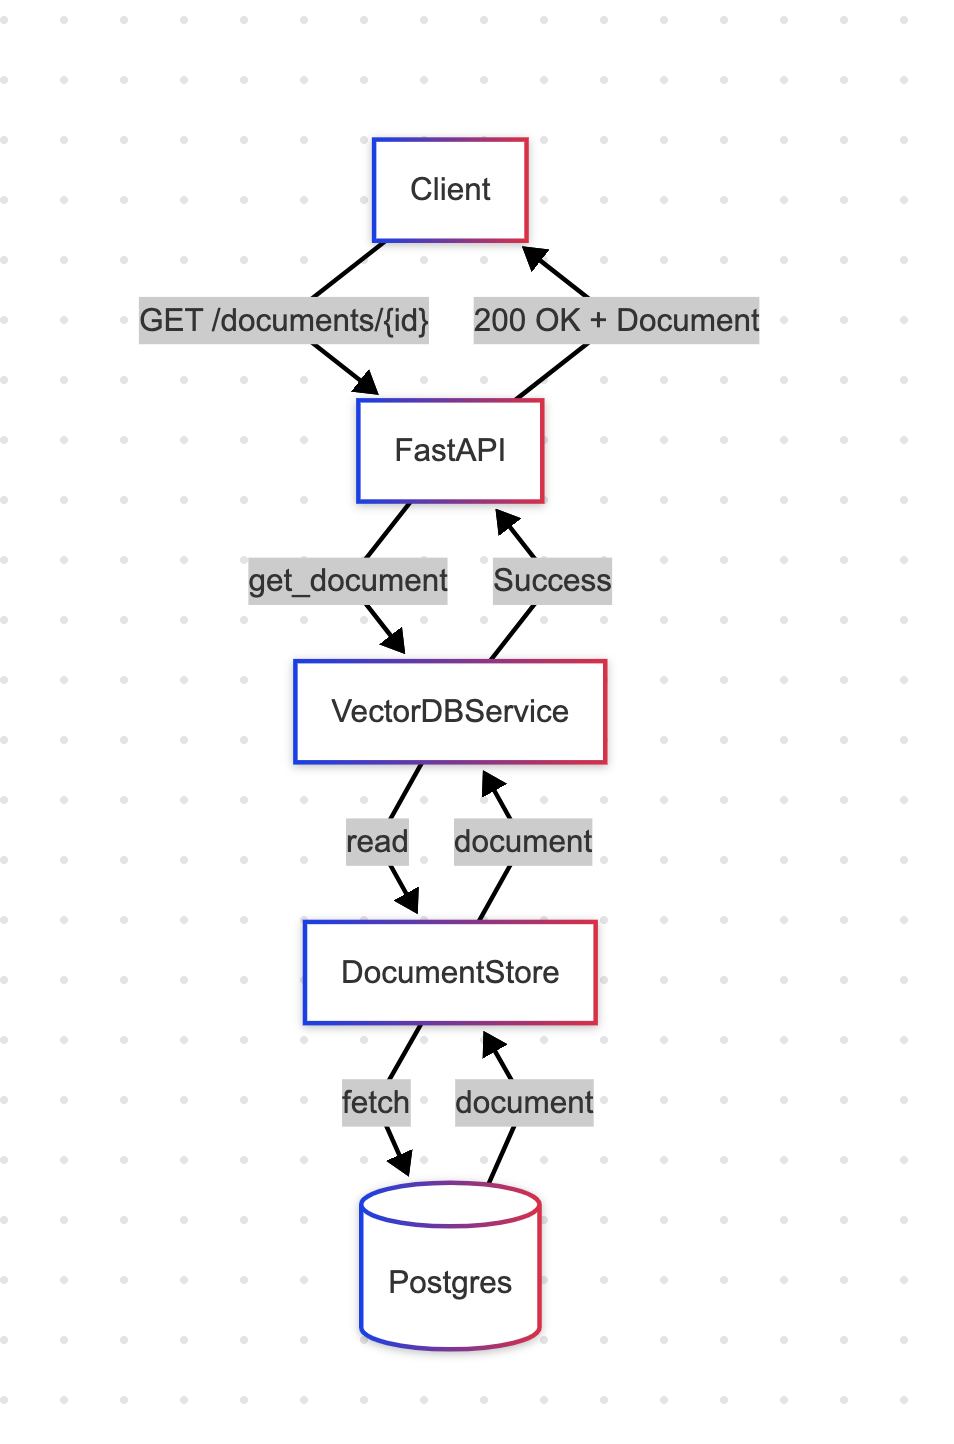 Client
GET /documents/{id}
200 OK + Document
FastAPI
get_document
Success
VectorDBService
read
document
DocumentStore
fetch
document
Postgres